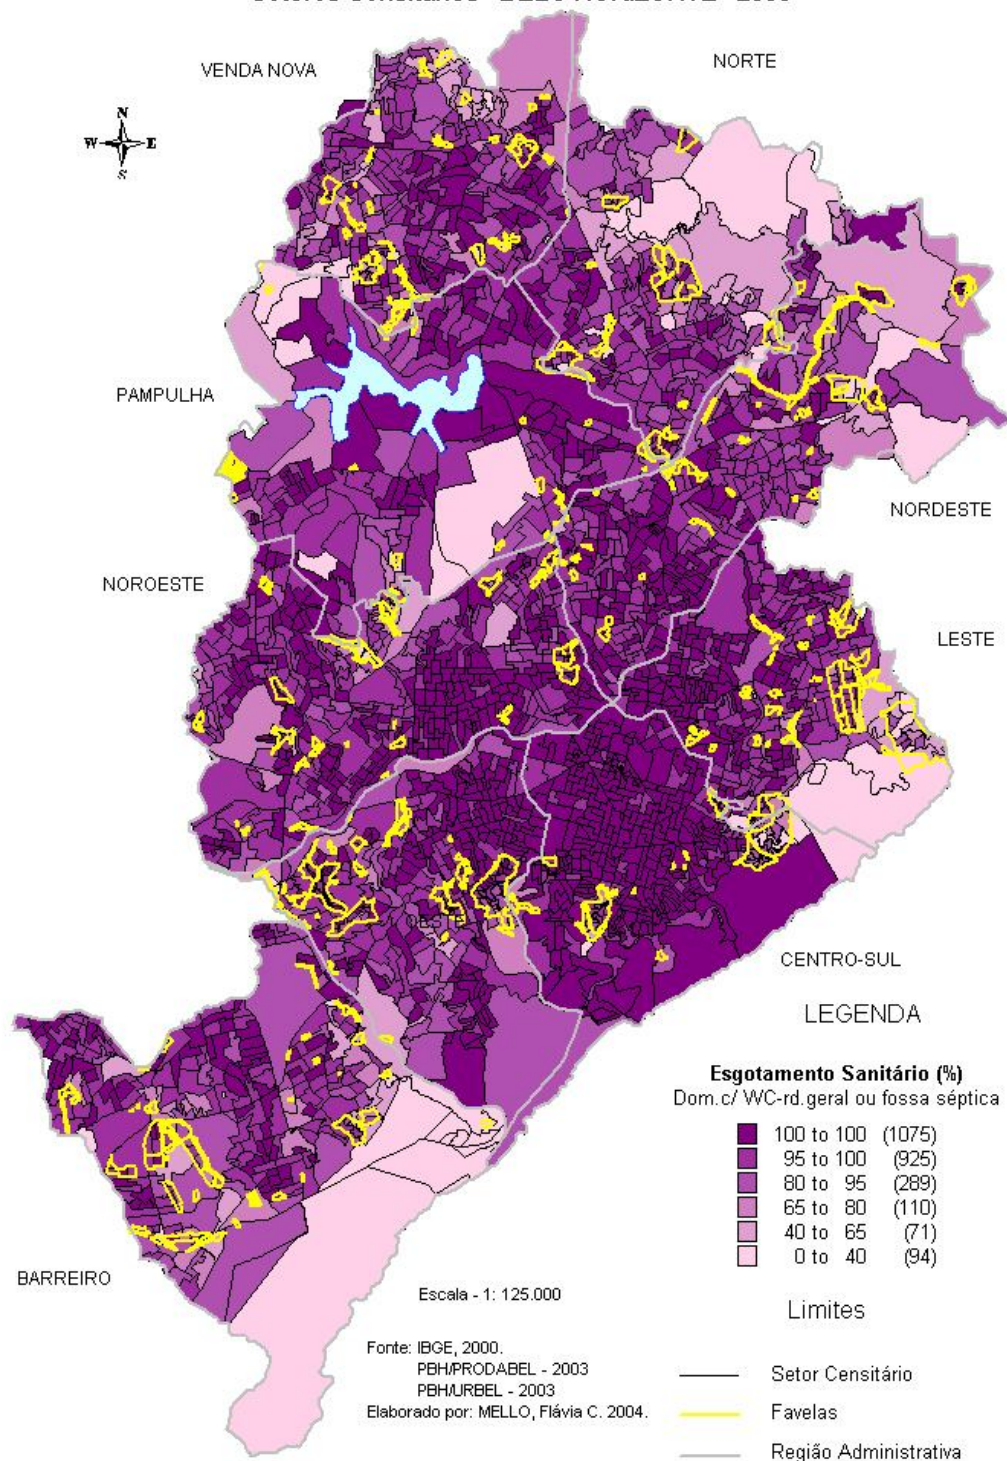 VENDA NOVA
NORTE
N
W E
S
PAMPULHA
NORDESTE
NOROESTE
LESTE
OESTE
CENTRO-SUL
LEGENDA
Esgotamento Sanitário (%)
Dom.c/ WC-rd.geral ou fossa séptica
100 to 100 (1075)
95 to 100 (925)
80 to 95 (289)
65 to 80 (110)
40 to 65 (71)
0 to 40 (94)
BARREIRO
Escala - 1: 125.000
Limites
Fonte: IBGE, 2000.
PBH/PRODABEL - 2003
PBH/URBEL - 2003
Elaborado por: MELLO, Flávia C. 2004.
Setor Censitário
Favelas
Região Administrativa